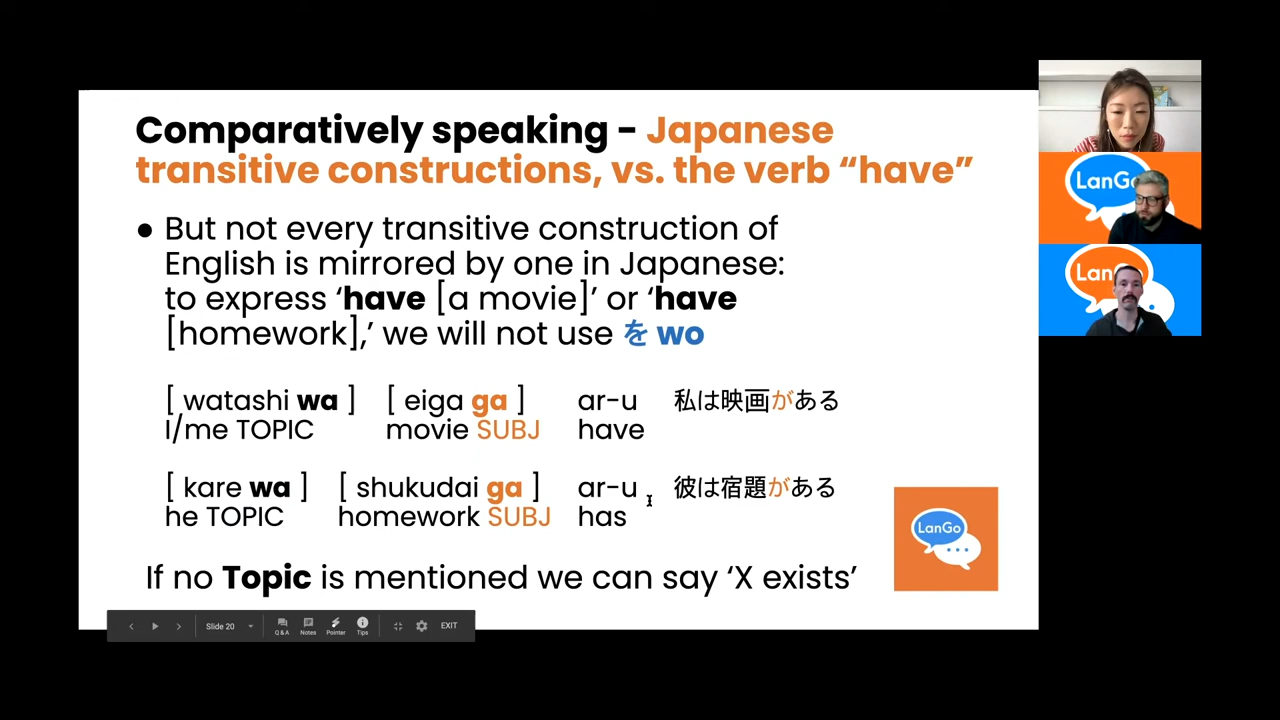 Comparatively speaking - Japanese
transitive constructions, vs. the verb “have”
● But not every transitive construction of
English is mirrored by one in Japanese:
to express ‘have [a movie]’ or ‘have
[homework],’ we will not use を wo
[ watashi wa ] [ eiga ga ] ar-u 私は映画がある
I/me TOPIC movie SUBJ have
[ kare wa ] [ shukudai ga ] ar-u 彼は宿題がある
he TOPIC homework SUBJ has
If no Topic is mentioned we can say ‘X exists’
LanGo
Slide 20
Q&A Notes Pointer Tips EXIT
LanGo
LanGo